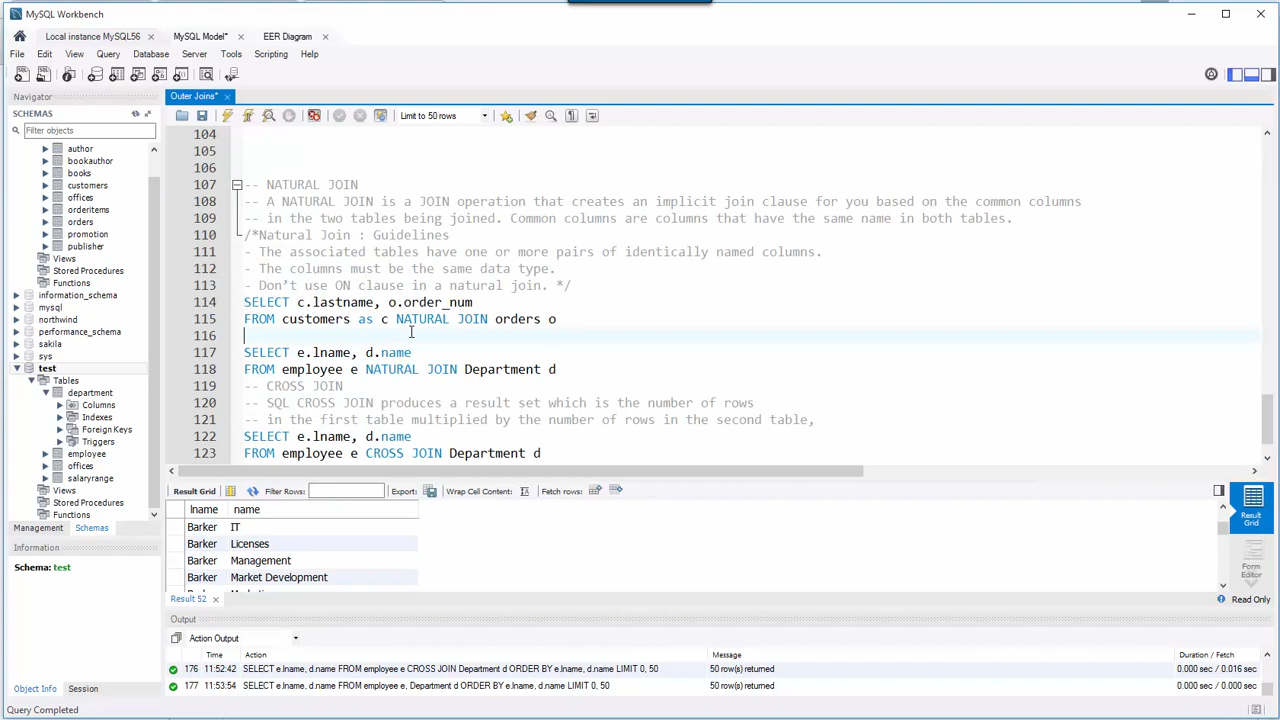 MySQL Workbench
Local instance MySQL56 MySQL Model* EER Diagram
File Edit View Query Database Server Tools Scripting Help
Navigator
SCHEMAS
Filter objects
author
bookauthor
books
customers
offices
orderitems
orders
promotion
publisher
Views
Stored Procedures
Functions
information_schema
mysql
northwind
performance_schema
sakila
sys
test
Tables
department
Columns
Indexes
Foreign Keys
Triggers
employee
offices
salaryrange
Views
Stored Procedures
Functions
Management Schemas
Information
Schema: test
Object Info Session
Query Completed
Outer Joins*
Limit to 50 rows
104
105
106
107 -- NATURAL JOIN
108 -- A NATURAL JOIN is a JOIN operation that creates an implicit join clause for you based on the common columns
109 -- in the two tables being joined. Common columns are columns that have the same name in both tables.
110 /*Natural Join : Guidelines
111 - The associated tables have one or more pairs of identically named columns.
112 - The columns must be the same data type.
113 - Don’t use ON clause in a natural join. */
114 SELECT c.lastname, o.order_num
115 FROM customers as c NATURAL JOIN orders o
116
117 SELECT e.lname, d.name
118 FROM employee e NATURAL JOIN Department d
119 -- CROSS JOIN
120 -- SQL CROSS JOIN produces a result set which is the number of rows
121 -- in the first table multiplied by the number of rows in the second table,
122 SELECT e.lname, d.name
123 FROM employee e CROSS JOIN Department d
Result Grid Filter Rows: Export: Wrap Cell Content: Fetch rows:
lname name
Barker IT
Barker Licenses
Barker Management
Barker Market Development
Result Grid
Form Editor
Result 52 Read Only
Output
Action Output
Time Action Message Duration / Fetch
176 11:52:42 SELECT e.lname, d.name FROM employee e CROSS JOIN Department d ORDER BY e.lname, d.name LIMIT 0, 50 50 row(s) returned 0.000 sec / 0.016 sec
177 11:53:54 SELECT e.lname, d.name FROM employee e, Department d ORDER BY e.lname, d.name LIMIT 0, 50 50 row(s) returned 0.000 sec / 0.000 sec